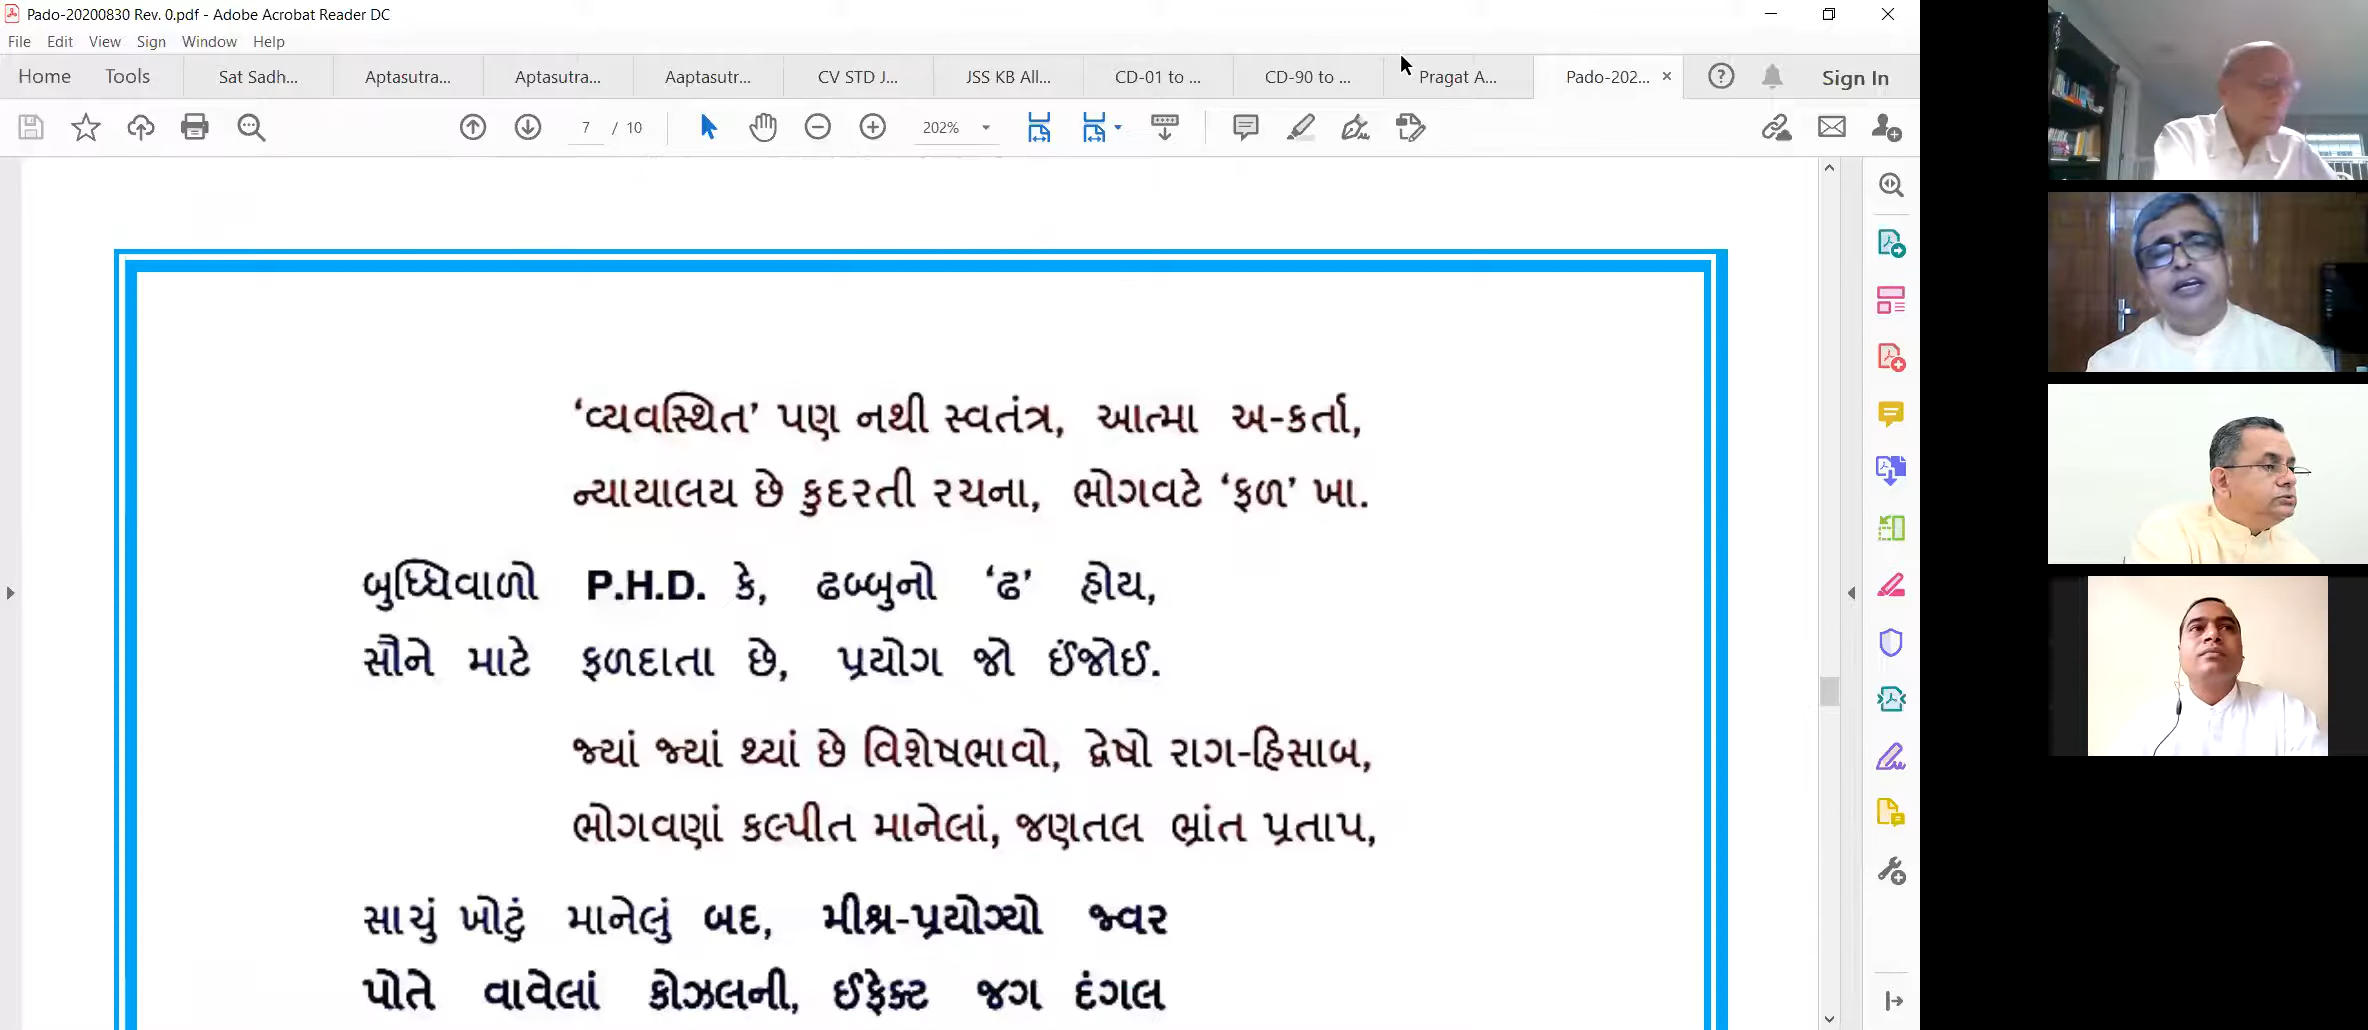 Pado-20200830 Rev. 0.pdf - Adobe Acrobat Reader DC
File Edit View Sign Window Help
Home Tools Sat Sadh... Aptasutra... Aptasutra... Aaptasutr... CV STD J... JSS KB All... CD-01 to ... CD-90 to ... Pragat A... Pado-202... × Sign In
7 / 10 202%
‘વ્યવસ્થિત’ પણ નથી સ્વતંત્ર, આત્મા અ-કર્તા,
ન્યાયાલય છે કુદરતી રચના, ભોગવટે ‘ફળ’ ખા.
બુધ્ધિવાળો P.H.D. કે, ઢબ્બુનો ‘ઢ’ હોય,
સૌને માટે ફળદાતા છે, પ્રયોગ જો ઈંજોઈ.
જ્યાં જ્યાં થ્યાં છે વિશેષભાવો, દ્વેષો રાગ-હિસાબ,
ભોગવણાં કલ્પીત માનેલાં, જણતલ ભ્રાંત પ્રતાપ,
સાચું ખોટું માનેલું બદ, મીશ્ર-પ્રયોગ્યો જ્વર
પોતે વાવેલાં કોઝલની, ઈફેક્ટ જગ દંગલ